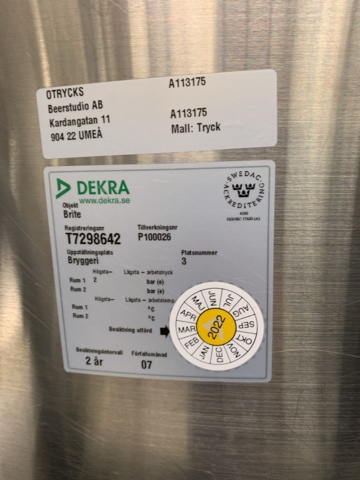 OTRYCKS A113175
Beerstudio AB
Kardangatan 11 A113175
904 22 UMEÅ Mall: Tryck
DEKRA
www.dekra.se
SWEDAC
ACKREDITERING
Objekt
Brite
Registreringsnr Tillverkningsnr
T7298642 P100026
Uppställningsplats Platsnummer
Bryggeri 3
Högsta- Lägsta- arbetstryck
Rum 1 2 bar (e)
Rum 2 bar (e)
Högsta- Lägsta- arbetstemp.
Rum 1 °C
Rum 2 °C
Besiktning utförd
Besiktningsintervall Förfallomånad
2 år 07
2022
JAN FEB MAR APR MAJ JUN JUL AUG SEP OKT NOV DEC